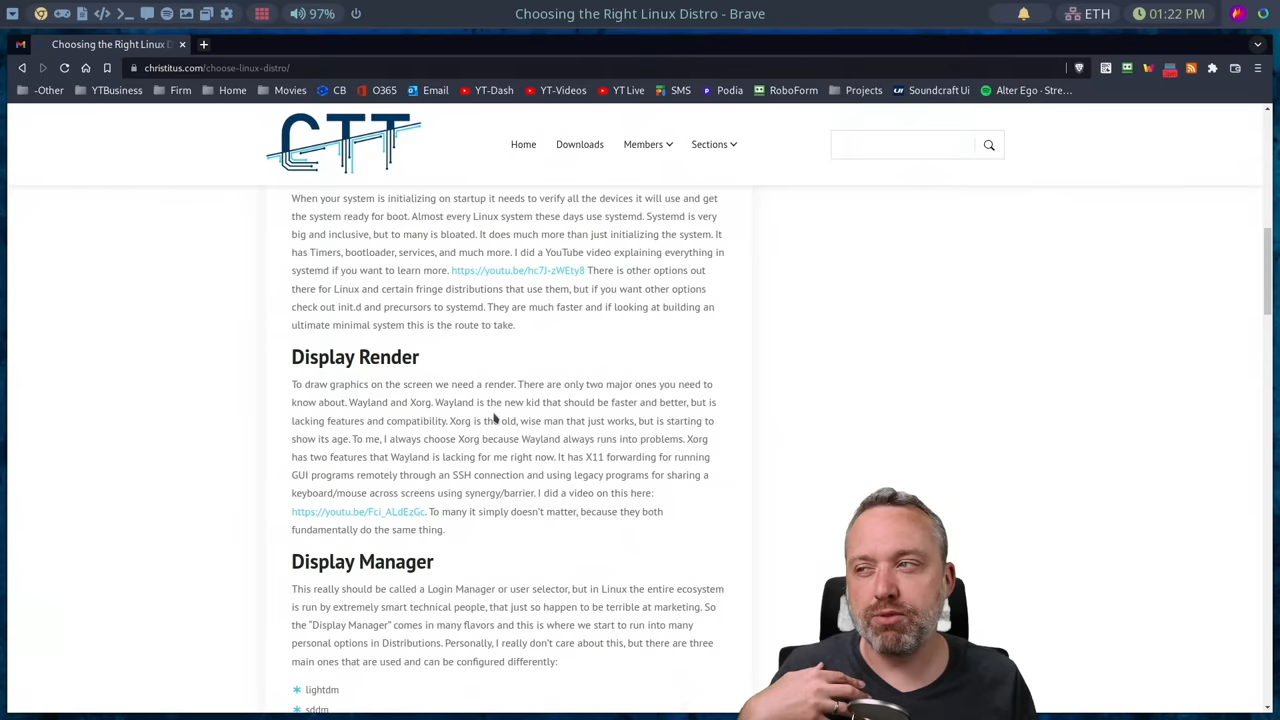 97%
Choosing the Right Linux Distro - Brave
ETH
01:22 PM
Choosing the Right Linux D
christitus.com/choose-linux-distro/
-Other
YTBusiness
Firm
Home
Movies
CB
O365
Email
YT-Dash
YT-Videos
YT Live
SMS
Podia
RoboForm
Projects
Soundcraft Ui
Alter Ego - Stre...
CTT
Home
Downloads
Members
Sections
When your system is initializing on startup it needs to verify all the devices it will use and get
the system ready for boot. Almost every Linux system these days use systemd. Systemd is very
big and inclusive, but to many is bloated. It does much more than just initializing the system. It
has Timers, bootloader, services, and much more. I did a YouTube video explaining everything in
systemd if you want to learn more. https://youtu.be/hc7J-zWEty8 There is other options out
there for Linux and certain fringe distributions that use them, but if you want other options
check out init.d and precursors to systemd. They are much faster and if looking at building an
ultimate minimal system this is the route to take.
Display Render
To draw graphics on the screen we need a render. There are only two major ones you need to
know about. Wayland and Xorg. Wayland is the new kid that should be faster and better, but is
lacking features and compatibility. Xorg is the old, wise man that just works, but is starting to
show its age. To me, I always choose Xorg because Wayland always runs into problems. Xorg
has two features that Wayland is lacking for me right now. It has X11 forwarding for running
GUI programs remotely through an SSH connection and using legacy programs for sharing a
keyboard/mouse across screens using synergy/barrier. I did a video on this here:
https://youtu.be/Fci_ALdEzGc. To many it simply doesn't matter, because they both
fundamentally do the same thing.
Display Manager
This really should be called a Login Manager or user selector, but in Linux the entire ecosystem
is run by extremely smart technical people, that just so happen to be terrible at marketing. So
the “Display Manager” comes in many flavors and this is where we start to run into many
personal options in Distributions. Personally, I really don't care about this, but there are three
main ones that are used and can be configured differently:
lightdm
sddm